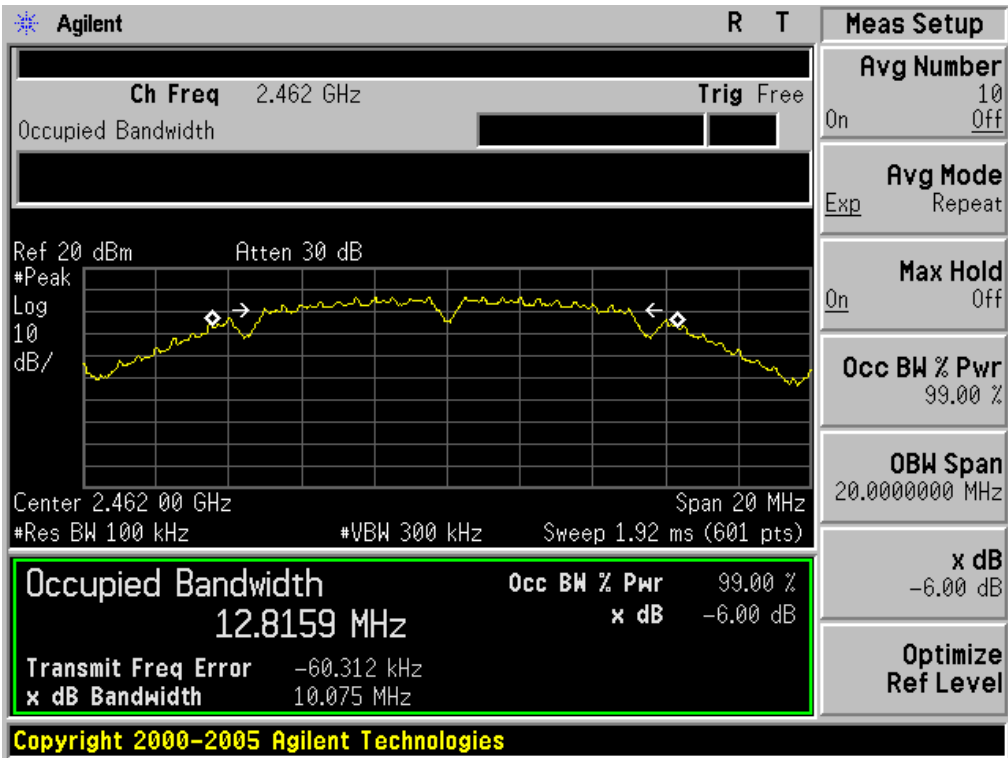 Agilent R T
Ch Freq 2.462 GHz Trig Free
Occupied Bandwidth
Ref 20 dBm Atten 30 dB
#Peak
Log
10
dB/
Center 2.462 00 GHz Span 20 MHz
#Res BW 100 kHz #VBW 300 kHz Sweep 1.92 ms (601 pts)
Occupied Bandwidth Occ BW % Pwr 99.00 %
12.8159 MHz x dB -6.00 dB
Transmit Freq Error -60.312 kHz
x dB Bandwidth 10.075 MHz
Copyright 2000-2005 Agilent Technologies
Meas Setup
Avg Number
10
On Off
Avg Mode
Exp Repeat
Max Hold
On Off
Occ BW % Pwr
99.00 %
OBW Span
20.0000000 MHz
x dB
-6.00 dB
Optimize
Ref Level